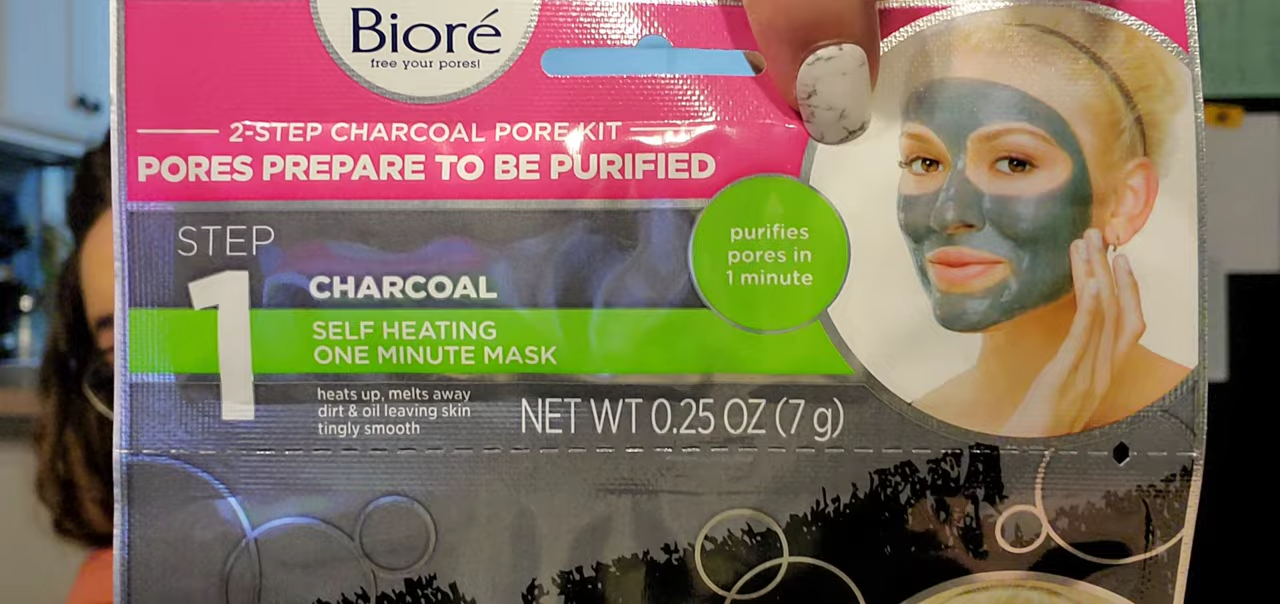 Bioré
free your pores!
2-STEP CHARCOAL PORE KIT
PORES PREPARE TO BE PURIFIED
STEP
1
CHARCOAL
SELF HEATING
ONE MINUTE MASK
heats up, melts away
dirt & oil leaving skin
tingly smooth
NET WT 0.25 OZ (7 g)
purifies
pores in
1 minute